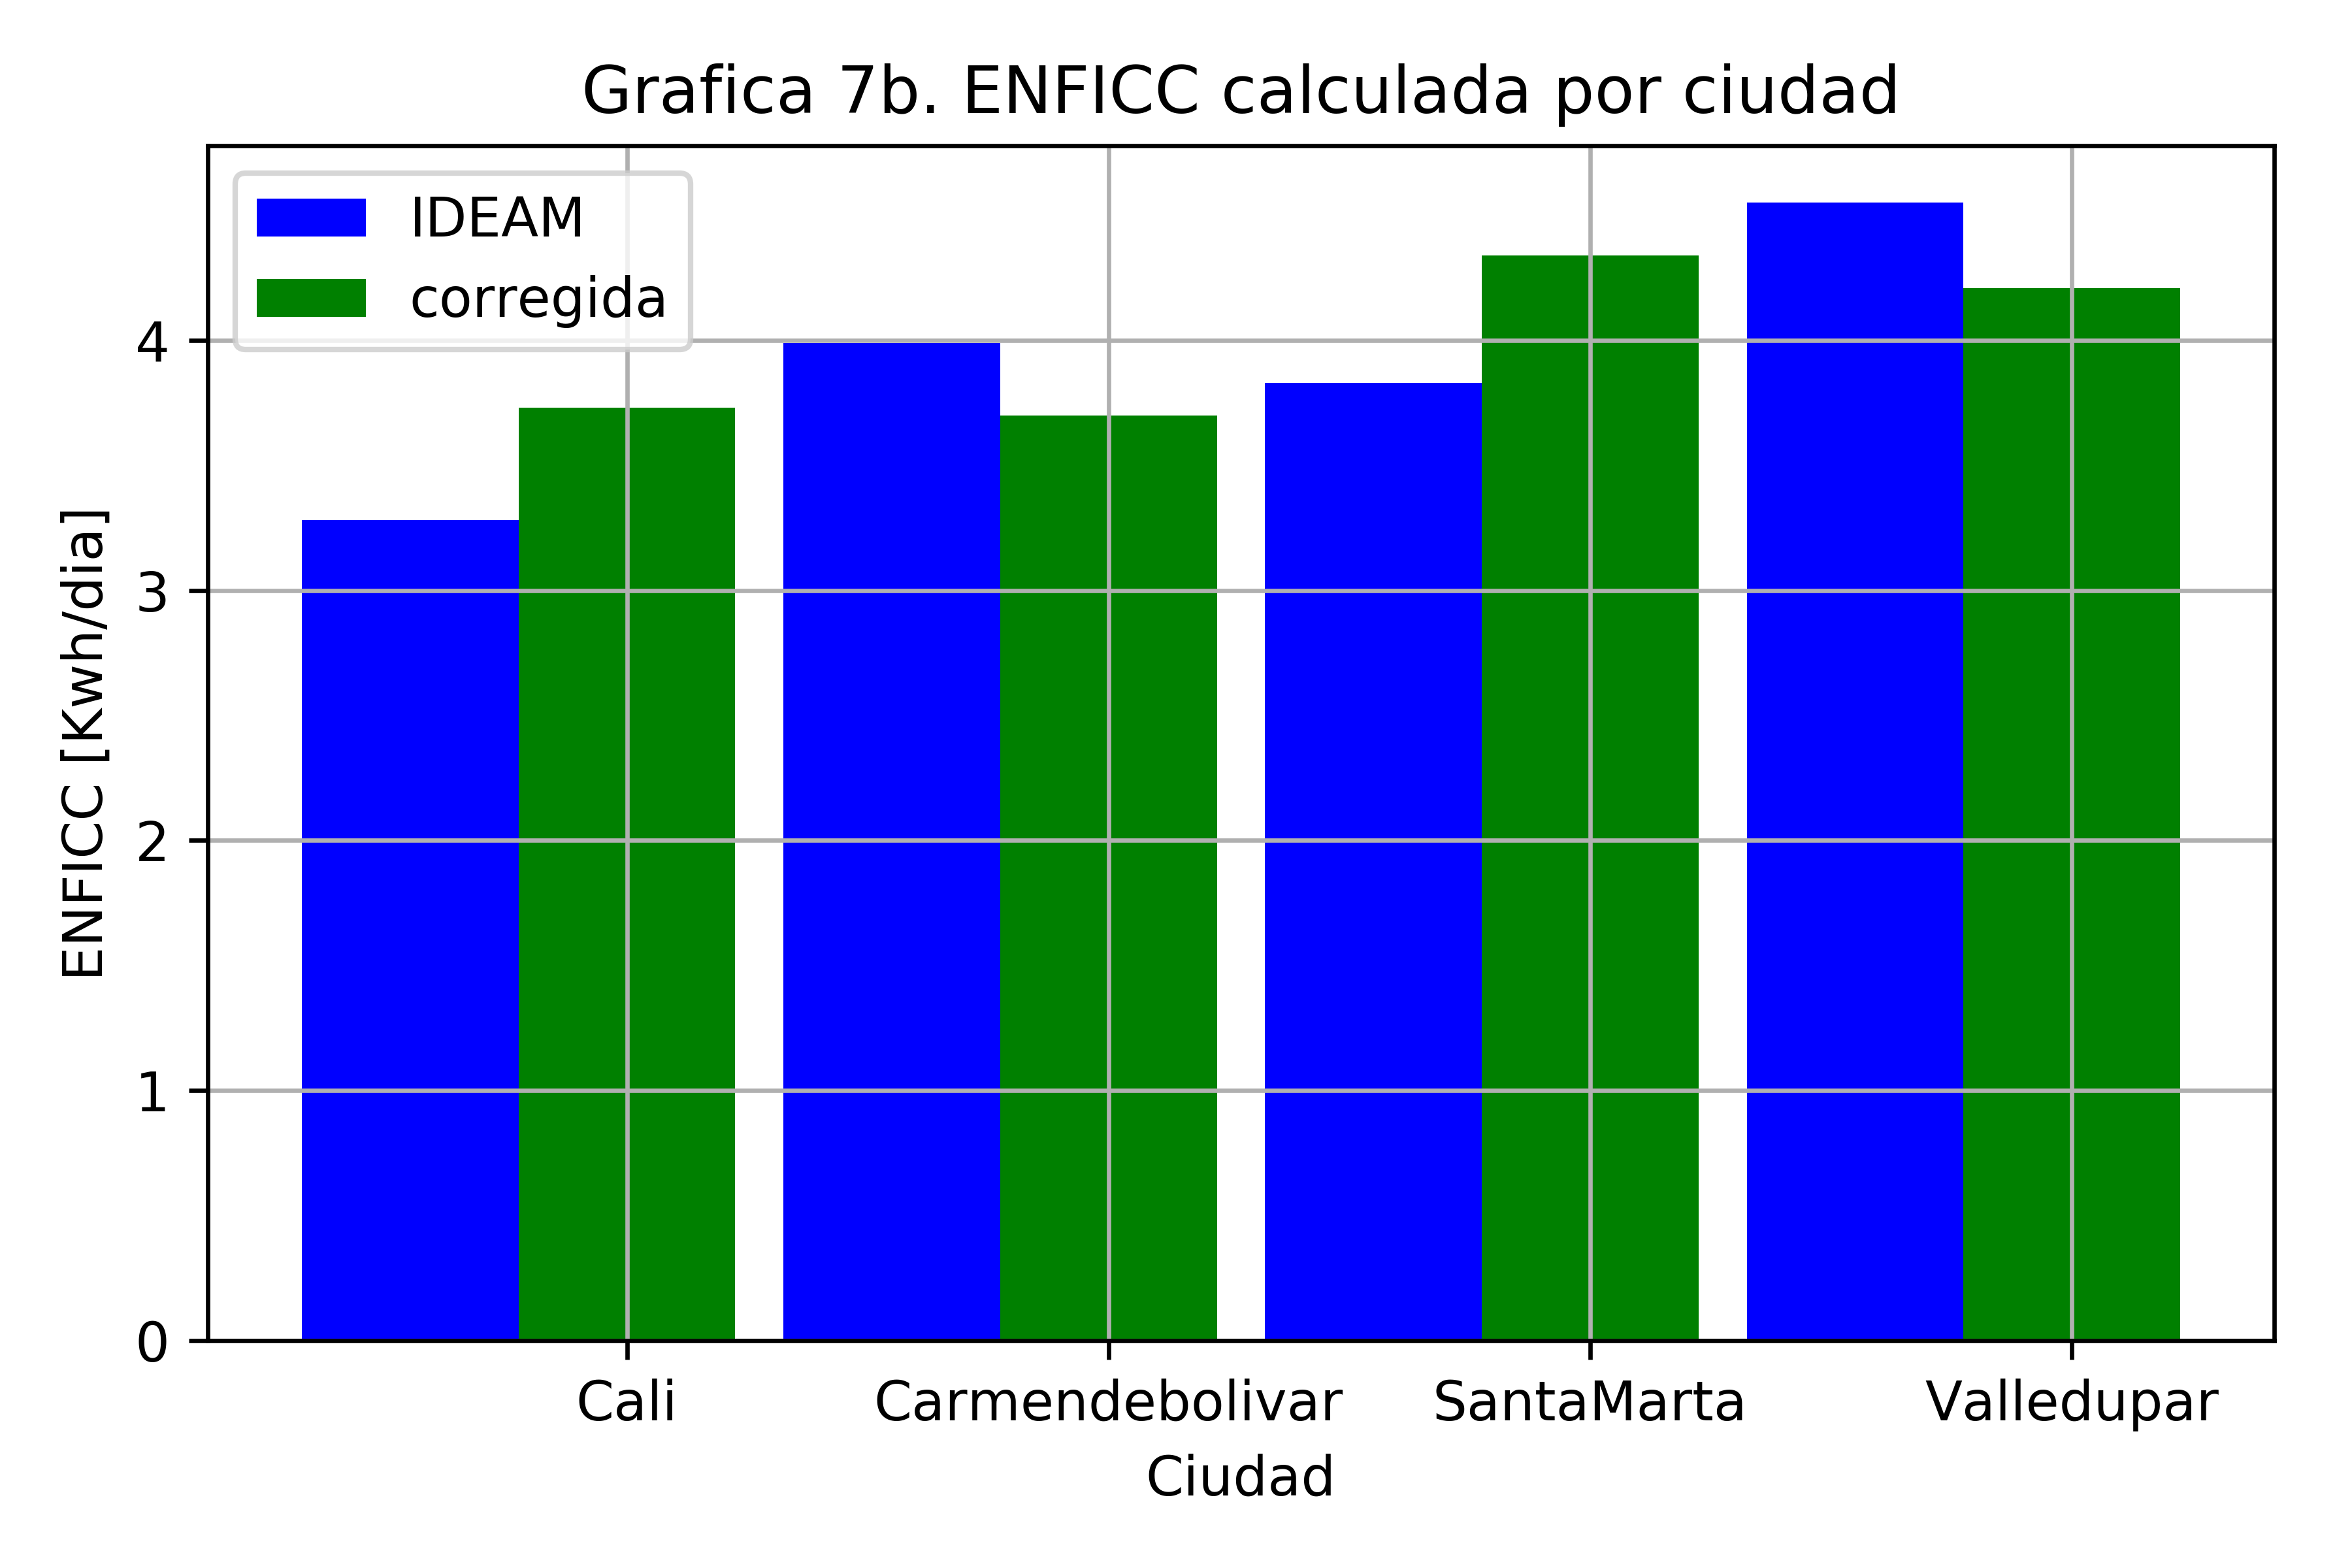 Grafica 7b. ENFICC calculada por ciudad
IDEAM
corregida
ENFICC [Kwh/dia]
4
3
2
1
0
Cali Carmendebolivar SantaMarta Valledupar
Ciudad